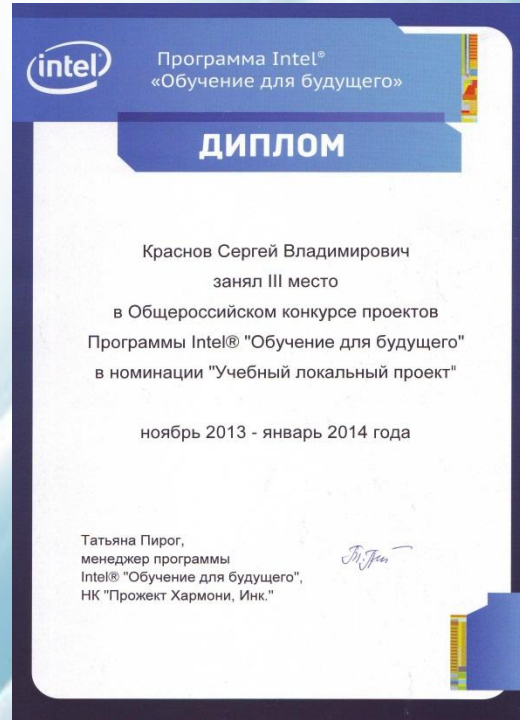 intel
Программа Intel®
«Обучение для будущего»
ДИПЛОМ
Краснов Сергей Владимирович
занял III место
в Общероссийском конкурсе проектов
Программы Intel® "Обучение для будущего"
в номинации "Учебный локальный проект"
ноябрь 2013 - январь 2014 года
Татьяна Пирог,
менеджер программы
Intel® "Обучение для будущего",
НК "Прожект Хармони, Инк."